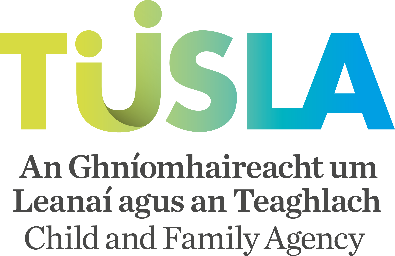 TUSLA
An Ghníomhaireacht um
Leanaí agus an Teaghlach
Child and Family Agency